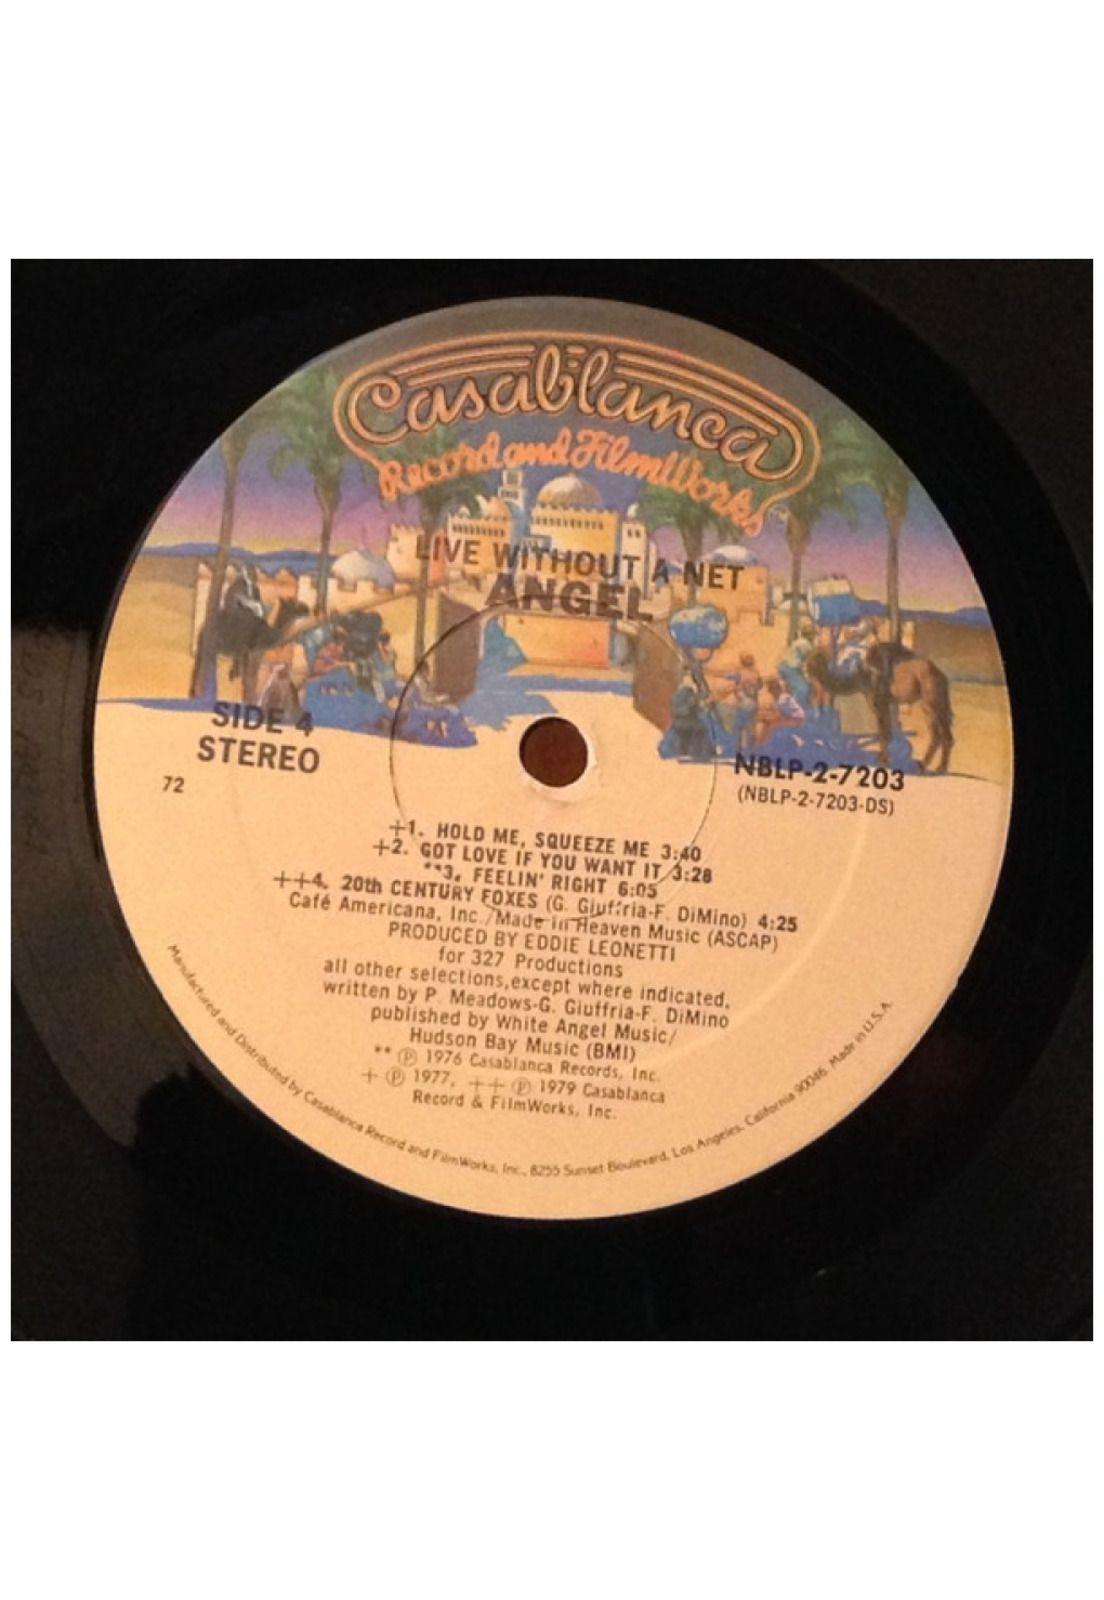 Casablanca
Record and FilmWorks™
LIVE WITHOUT A NET
ANGEL
SIDE 4
STEREO
72
NBLP-2-7203
(NBLP-2-7203-DS)
+1. HOLD ME, SQUEEZE ME 3:40
+2. GOT LOVE IF YOU WANT IT 3:28
**3. FEELIN' RIGHT 6:05
++4. 20th CENTURY FOXES (G. Giuffria-F. DiMino) 4:25
Café Americana, Inc./Made in Heaven Music (ASCAP)
PRODUCED BY EDDIE LEONETTI
for 327 Productions
all other selections, except where indicated,
written by P. Meadows-G. Giuffria-F. DiMino
published by White Angel Music/
Hudson Bay Music (BMI)
** Ⓟ 1976 Casablanca Records, Inc.
+ Ⓟ 1977, ++ Ⓟ 1979 Casablanca
Record & FilmWorks, Inc.
Manufactured and Distributed by Casablanca Record and FilmWorks, Inc., 8255 Sunset Boulevard, Los Angeles, California 90046. Made in U.S.A.